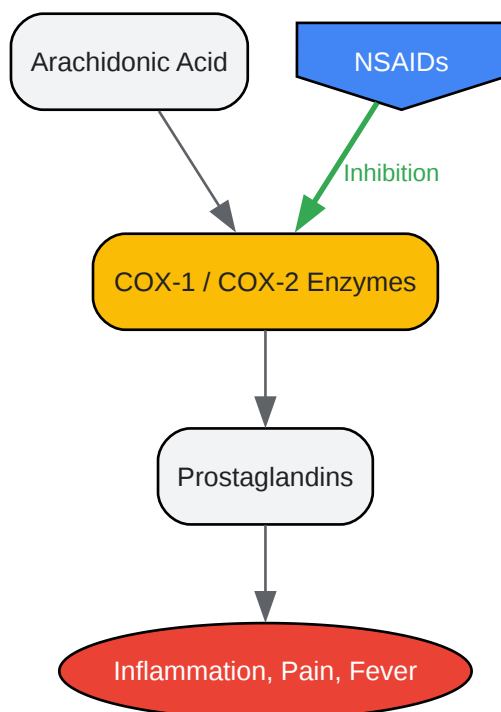 Arachidonic Acid
NSAIDs
Inhibition
COX-1 / COX-2 Enzymes
Prostaglandins
Inflammation, Pain, Fever